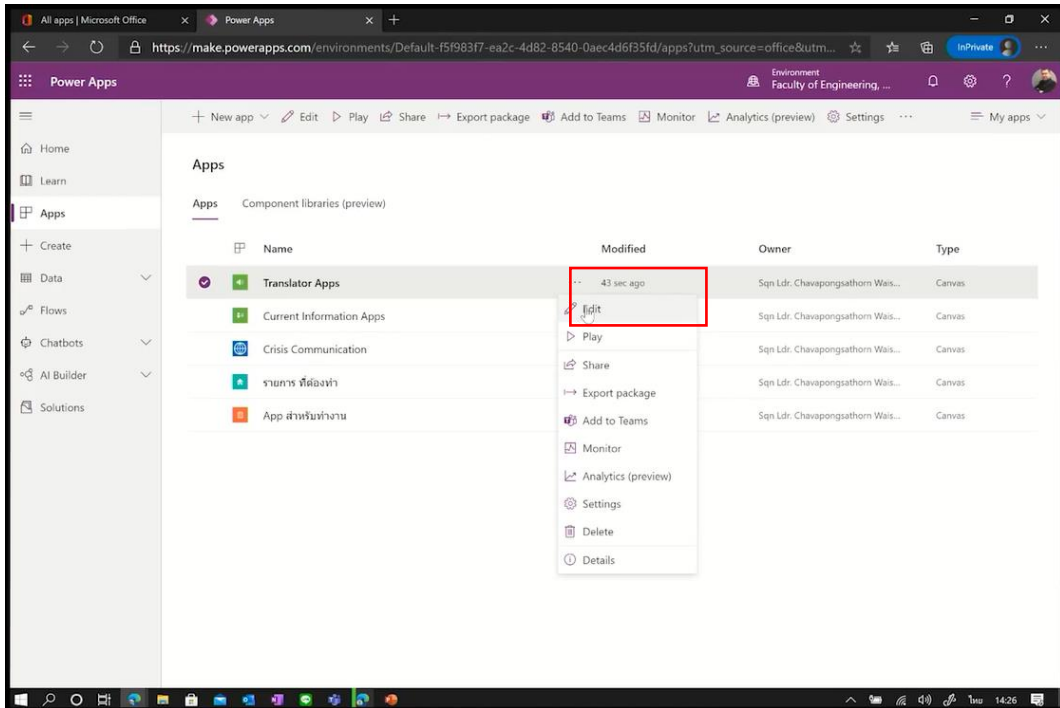 All apps | Microsoft Office
Power Apps
https://make.powerapps.com/environments/Default-f5f983f7-ea2c-4d82-8540-0aec4d6f35fd/apps?utm_source=office&utm...
InPrivate
Power Apps
Environment
Faculty of Engineering, ...
New app
Edit
Play
Share
Export package
Add to Teams
Monitor
Analytics (preview)
Settings
My apps
Home
Learn
Apps
Create
Data
Flows
Chatbots
AI Builder
Solutions
Apps
Apps
Component libraries (preview)
Name
Modified
Owner
Type
Translator Apps
43 sec ago
Sqn Ldr. Chavapongsathorn Wais...
Canvas
Current Information Apps
Sqn Ldr. Chavapongsathorn Wais...
Canvas
Crisis Communication
Sqn Ldr. Chavapongsathorn Wais...
Canvas
รายการ ที่ต้องทำ
Sqn Ldr. Chavapongsathorn Wais...
Canvas
App สำหรับทำงาน
Sqn Ldr. Chavapongsathorn Wais...
Canvas
Edit
Play
Share
Export package
Add to Teams
Monitor
Analytics (preview)
Settings
Delete
Details
ไทย
14:26